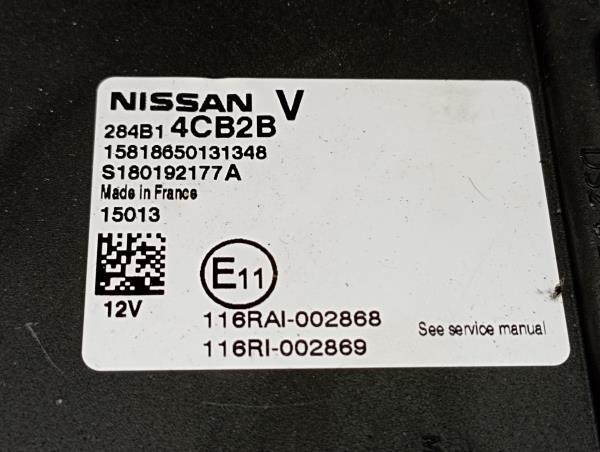 NISSAN V
284B1 4CB2B
15818650131348
S180192177A
Made in France
15013
E11
12V
116RAI-002868
116RI-002869
See service manual